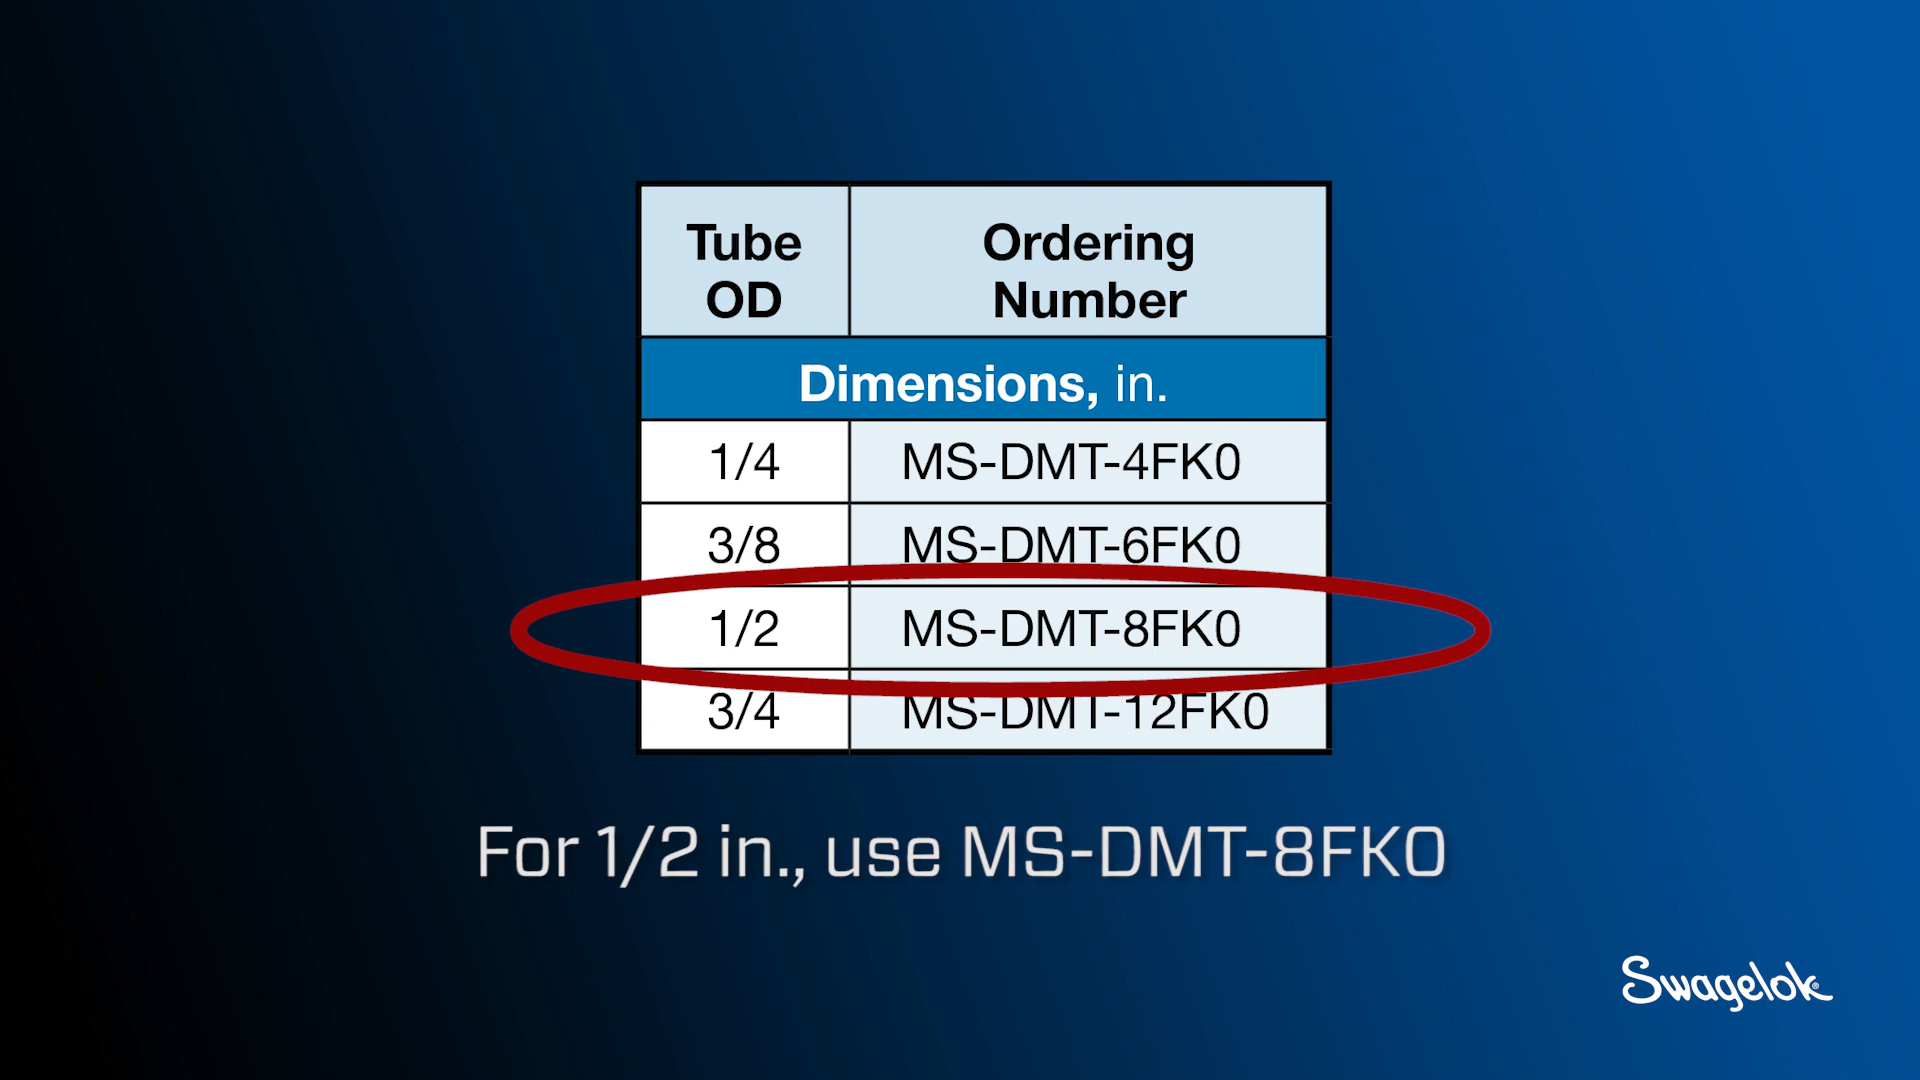 Tube OD
Ordering Number
Dimensions, in.
1/4 MS-DMT-4FK0
3/8 MS-DMT-6FK0
1/2 MS-DMT-8FK0
3/4 MS-DMT-12FK0
For 1/2 in., use MS-DMT-8FK0
Swagelok®